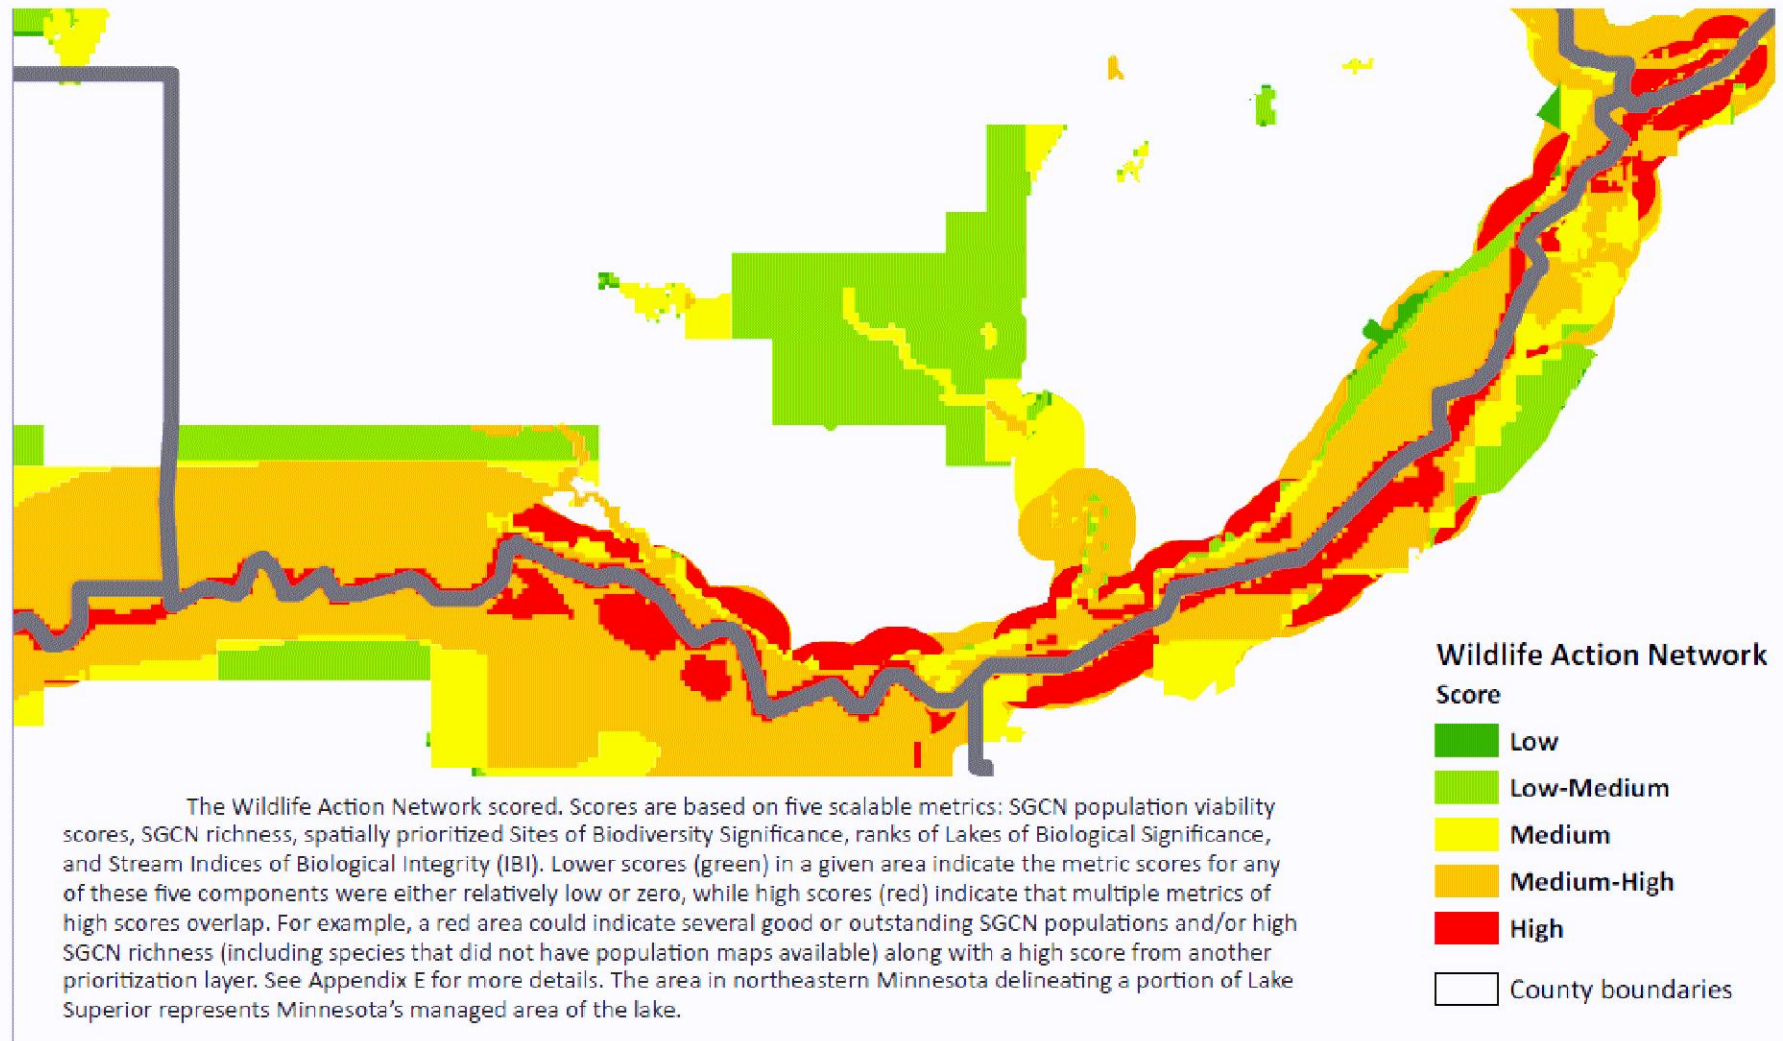 Wildlife Action Network
Score
Low
Low-Medium
Medium
Medium-High
High
County boundaries
The Wildlife Action Network scored. Scores are based on five scalable metrics: SGCN population viability
scores, SGCN richness, spatially prioritized Sites of Biodiversity Significance, ranks of Lakes of Biological Significance,
and Stream Indices of Biological Integrity (IBI). Lower scores (green) in a given area indicate the metric scores for any
of these five components were either relatively low or zero, while high scores (red) indicate that multiple metrics of
high scores overlap. For example, a red area could indicate several good or outstanding SGCN populations and/or high
SGCN richness (including species that did not have population maps available) along with a high score from another
prioritization layer. See Appendix E for more details. The area in northeastern Minnesota delineating a portion of Lake
Superior represents Minnesota's managed area of the lake.